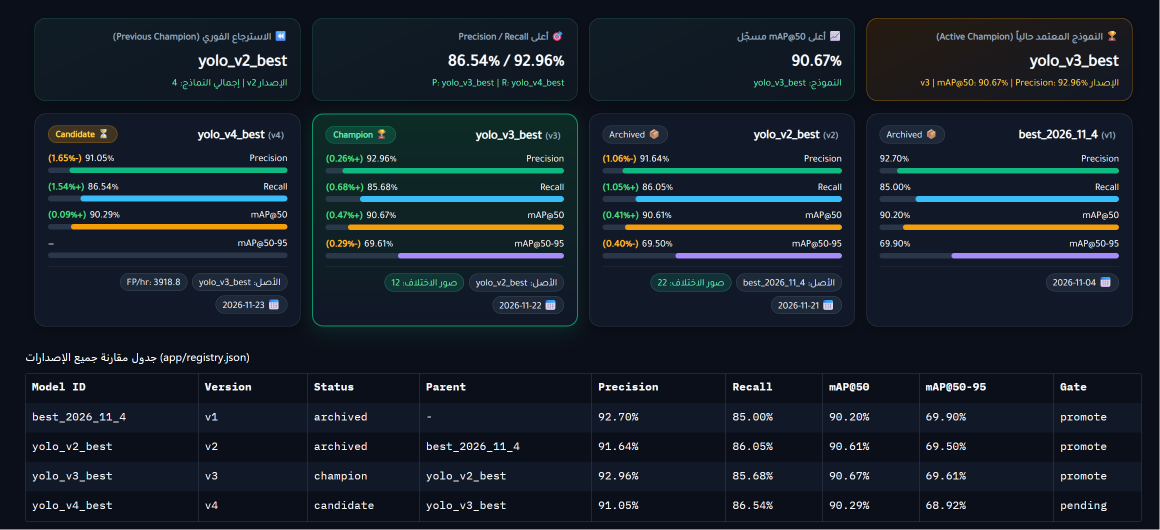 🏆 النموذج المعتمد حالياً (Active Champion)
yolo_v3_best
الإصدار v3 | mAP@50: 90.67% | Precision: 92.96%
📈 أعلى mAP@50 مسجّل
90.67%
النموذج: yolo_v3_best
🎯 أعلى Precision / Recall
86.54% / 92.96%
P: yolo_v3_best | R: yolo_v4_best
⏪ الاسترجاع الفوري (Previous Champion)
yolo_v2_best
الإصدار v2 | إجمالي النماذج: 4
best_2026_11_4 (v1)
Archived 📦
Precision 92.70%
Recall 85.00%
mAP@50 90.20%
mAP@50-95 69.90%
📅 2026-11-04
yolo_v2_best (v2)
Archived 📦
Precision 91.64% (1.06%-)
Recall 86.05% (1.05%+)
mAP@50 90.61% (0.41%+)
mAP@50-95 69.50% (0.40%-)
الأصل: best_2026_11_4
صور الاختلاف: 22
📅 2026-11-21
yolo_v3_best (v3)
Champion 🏆
Precision 92.96% (0.26%+)
Recall 85.68% (0.68%+)
mAP@50 90.67% (0.47%+)
mAP@50-95 69.61% (0.29%-)
الأصل: yolo_v2_best
صور الاختلاف: 12
📅 2026-11-22
yolo_v4_best (v4)
Candidate ⏳
Precision 91.05% (1.65%-)
Recall 86.54% (1.54%+)
mAP@50 90.29% (0.09%+)
mAP@50-95 –
الأصل: yolo_v3_best
FP/hr: 3918.8
📅 2026-11-23
جدول مقارنة جميع الإصدارات (app/registry.json)
Model ID Version Status Parent Precision Recall mAP@50 mAP@50-95 Gate
best_2026_11_4 v1 archived - 92.70% 85.00% 90.20% 69.90% promote
yolo_v2_best v2 archived best_2026_11_4 91.64% 86.05% 90.61% 69.50% promote
yolo_v3_best v3 champion yolo_v2_best 92.96% 85.68% 90.67% 69.61% promote
yolo_v4_best v4 candidate yolo_v3_best 91.05% 86.54% 90.29% 68.92% pending